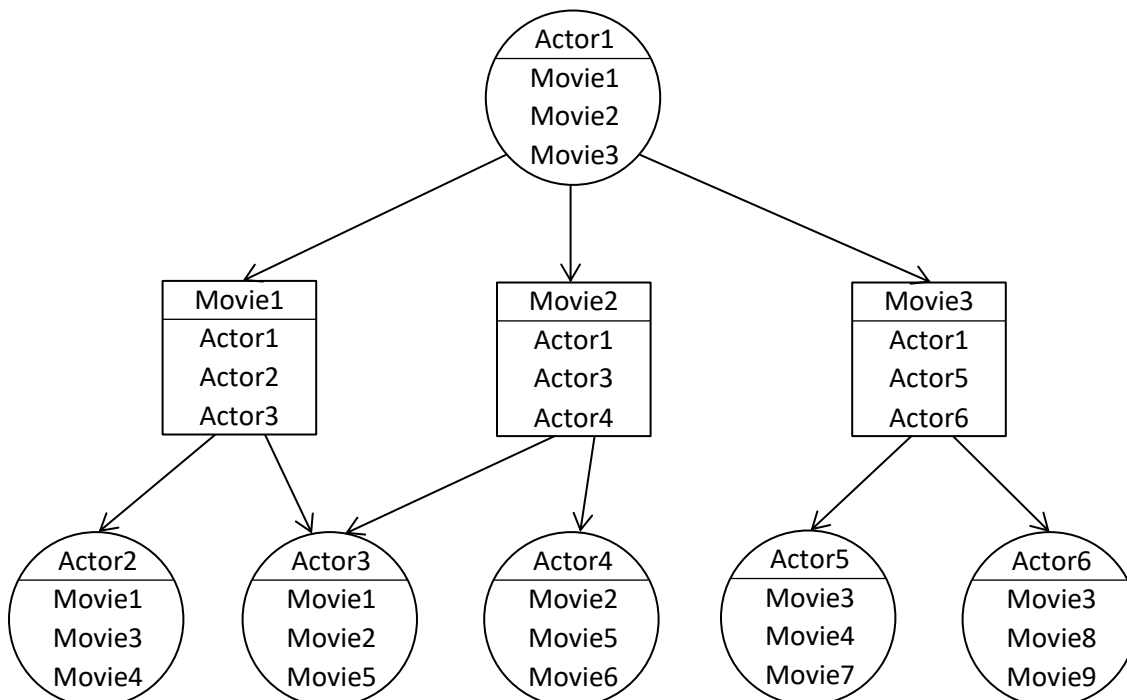 Actor1
Movie1
Movie2
Movie3
Movie1
Actor1
Actor2
Actor3
Movie2
Actor1
Actor3
Actor4
Movie3
Actor1
Actor5
Actor6
Actor2
Movie1
Movie3
Movie4
Actor3
Movie1
Movie2
Movie5
Actor4
Movie2
Movie5
Movie6
Actor5
Movie3
Movie4
Movie7
Actor6
Movie3
Movie8
Movie9